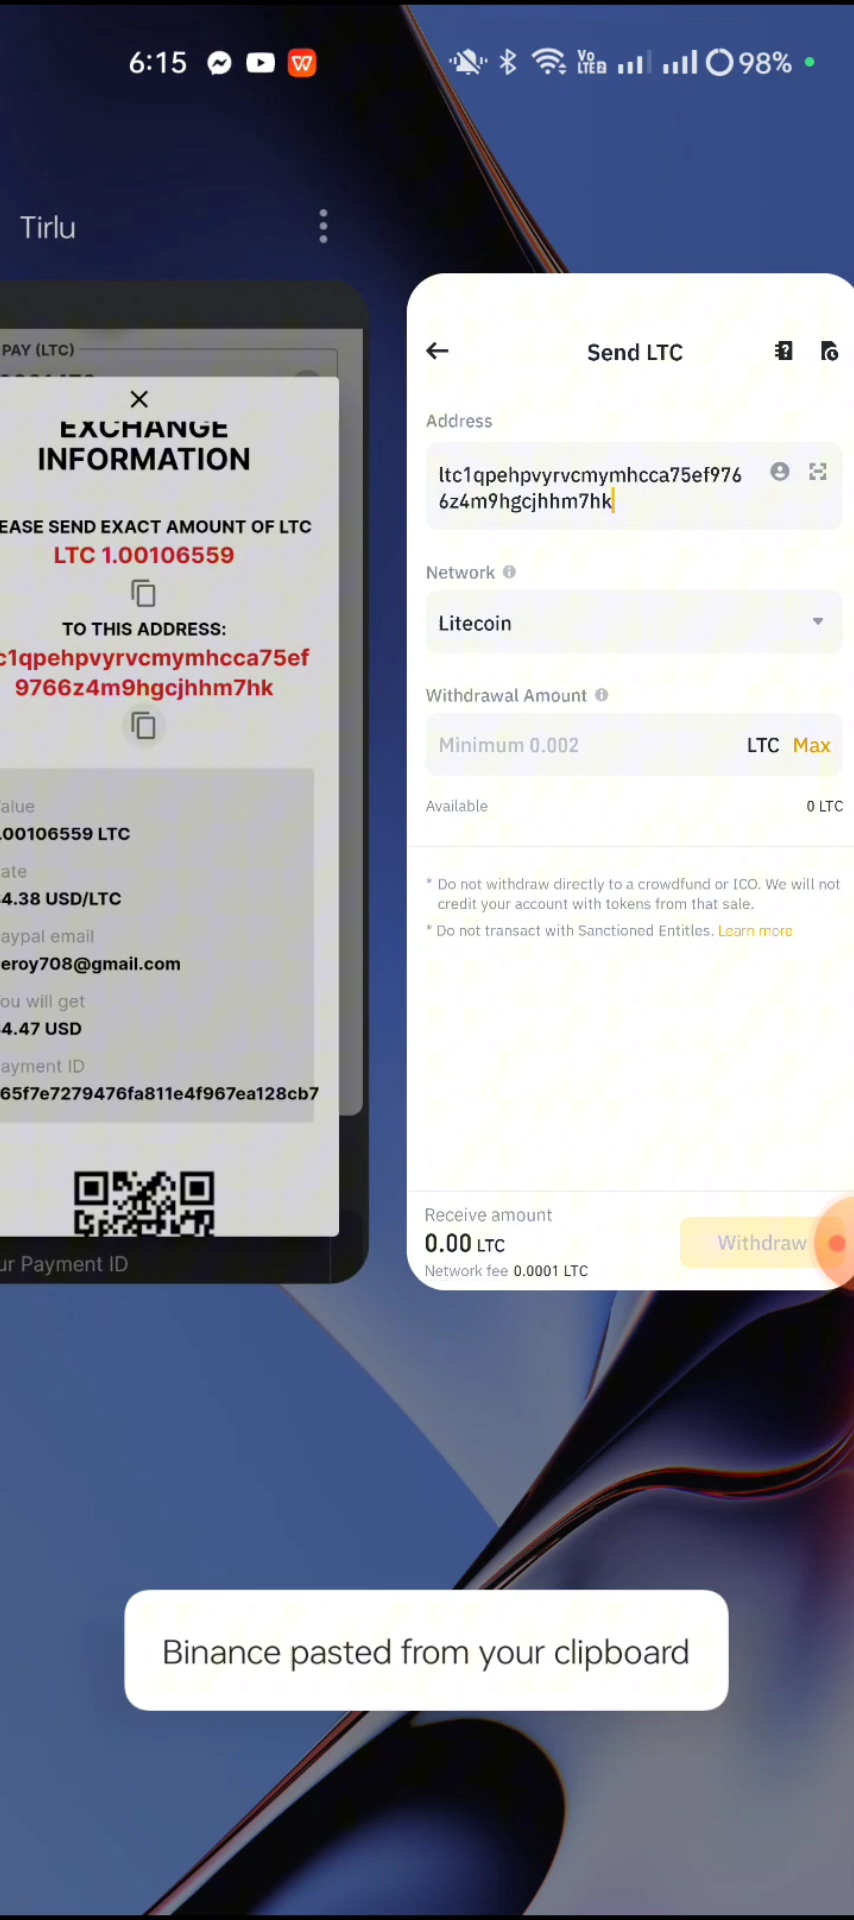 6:15
Vo
LTE2
98%
Tirlu
PAY (LTC)
EXCHANGE
INFORMATION
EASE SEND EXACT AMOUNT OF LTC
LTC 1.00106559
TO THIS ADDRESS:
c1qpehpvyrvcmymhcca75ef
9766z4m9hgcjhhm7hk
alue
.00106559 LTC
ate
4.38 USD/LTC
aypal email
eroy708@gmail.com
ou will get
4.47 USD
ayment ID
65f7e7279476fa811e4f967ea128cb7
ur Payment ID
Send LTC
Address
ltc1qpehpvyrvcmymhcca75ef976
6z4m9hgcjhhm7hk
Network
Litecoin
Withdrawal Amount
Minimum 0.002
LTC Max
Available
0 LTC
* Do not withdraw directly to a crowdfund or ICO. We will not
credit your account with tokens from that sale.
* Do not transact with Sanctioned Entitles. Learn more
Receive amount
0.00 LTC
Network fee 0.0001 LTC
Withdraw
Binance pasted from your clipboard